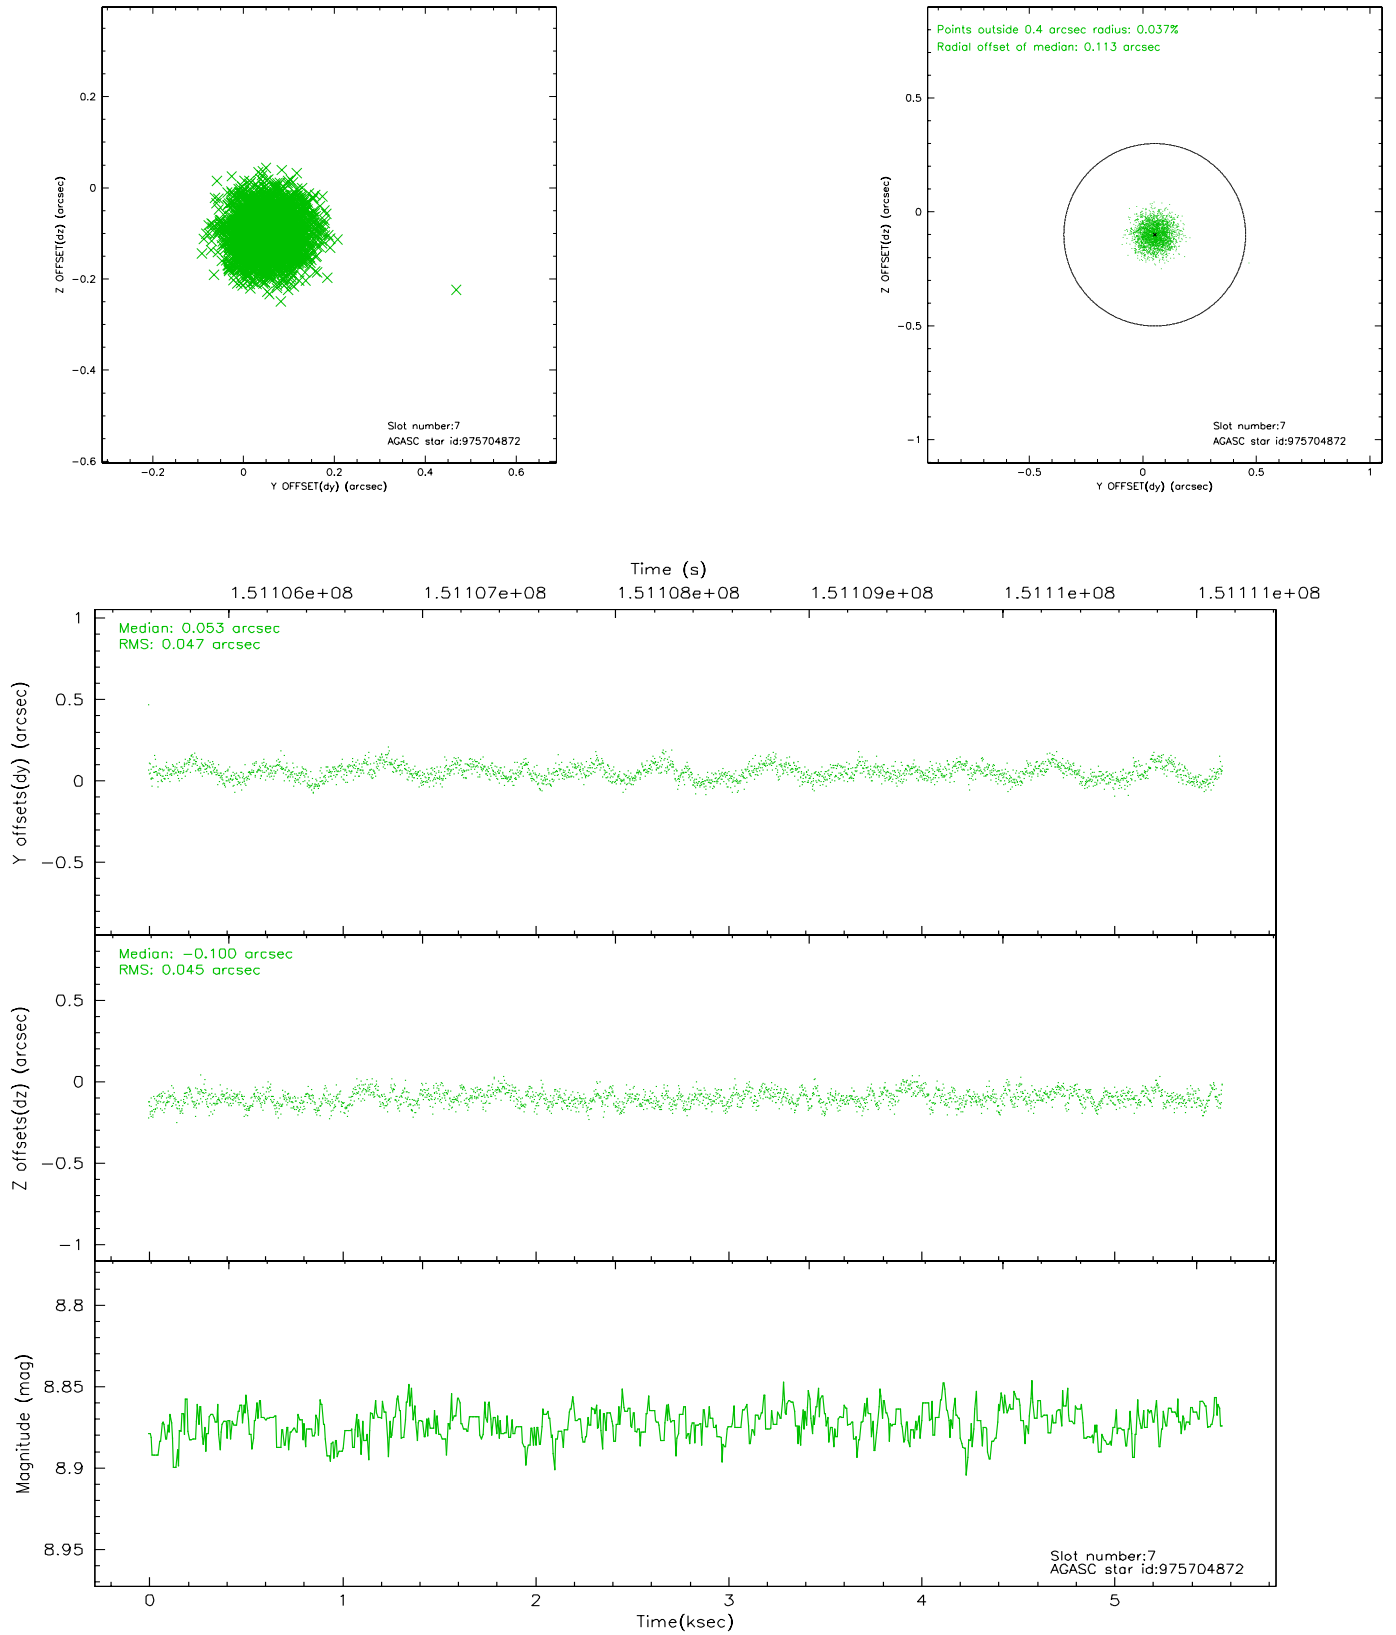 0.2
0
−0.2
−0.4
−0.6
Z OFFSET(dz) (arcsec)
Slot number:7
AGASC star id:975704872
−0.2 0 0.2 0.4 0.6
Y OFFSET(dy) (arcsec)
Points outside 0.4 arcsec radius: 0.037%
Radial offset of median: 0.113 arcsec
0.5
0
−0.5
−1
Z OFFSET(dz) (arcsec)
Slot number:7
AGASC star id:975704872
−0.5 0 0.5 1
Y OFFSET(dy) (arcsec)
Time (s)
1.51106e+08 1.51107e+08 1.51108e+08 1.51109e+08 1.5111e+08 1.51111e+08
Median: 0.053 arcsec
RMS: 0.047 arcsec
1
0.5
0
−0.5
Y offsets(dy) (arcsec)
Median: −0.100 arcsec
RMS: 0.045 arcsec
0.5
0
−0.5
−1
Z offsets(dz) (arcsec)
8.8
8.85
8.9
8.95
Magnitude (mag)
Slot number:7
AGASC star id:975704872
0 1 2 3 4 5
Time(ksec)